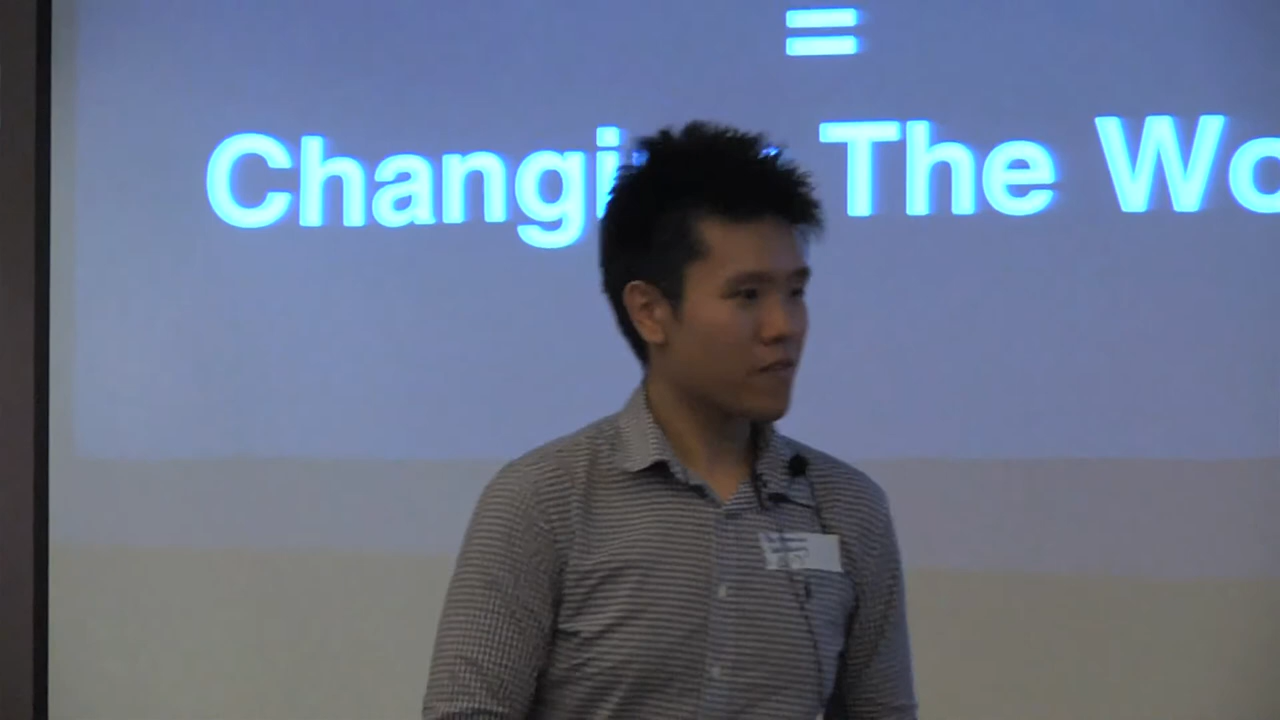 =
Changi The Wo